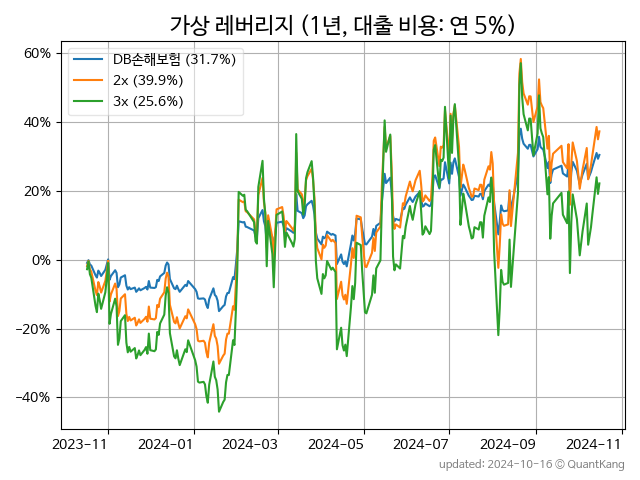 가상 레버리지 (1년, 대출 비용: 연 5%)
60%
40%
20%
0%
−20%
−40%
DB손해보험 (31.7%)
2x (39.9%)
3x (25.6%)
2023-11
2024-01
2024-03
2024-05
2024-07
2024-09
2024-11
updated: 2024-10-16 © QuantKang